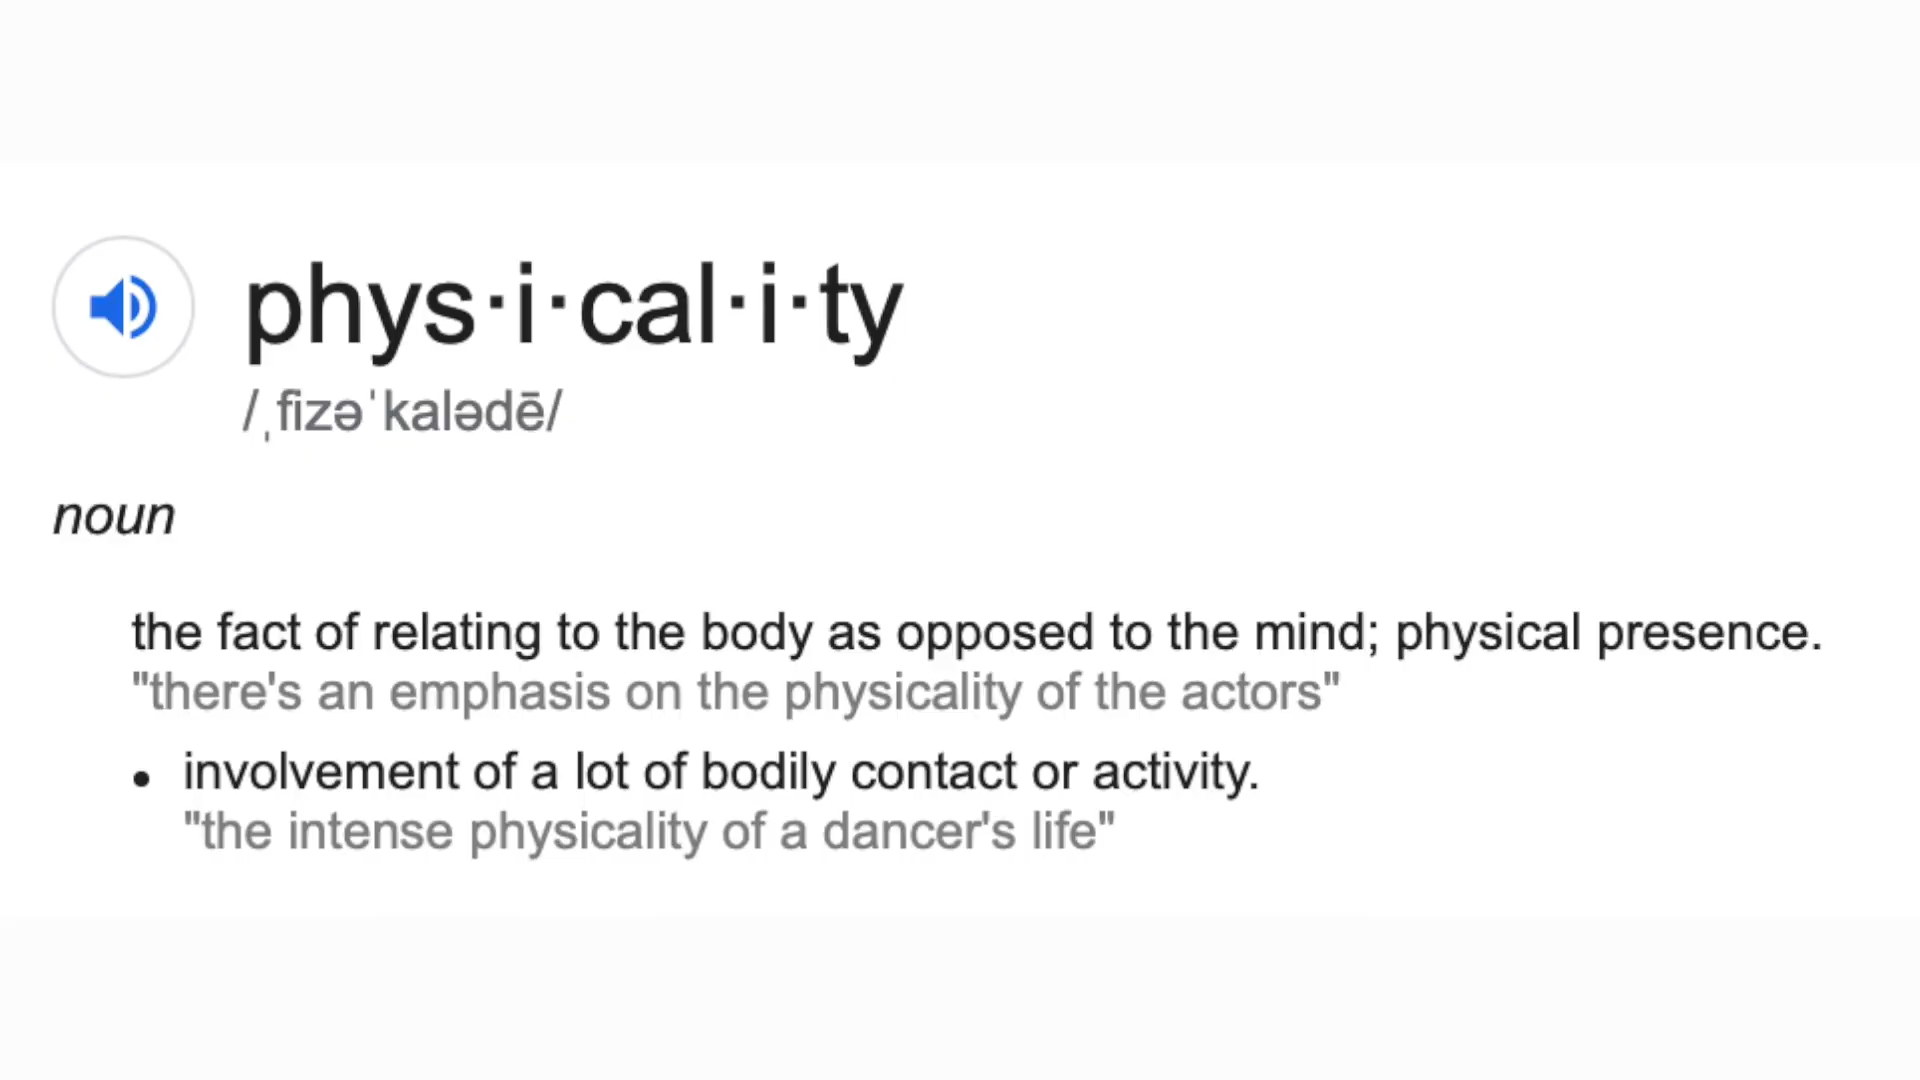 phys·i·cal·i·ty
/ˌfizəˈkalədē/
noun
the fact of relating to the body as opposed to the mind; physical presence.
"there's an emphasis on the physicality of the actors"
• involvement of a lot of bodily contact or activity.
"the intense physicality of a dancer's life"